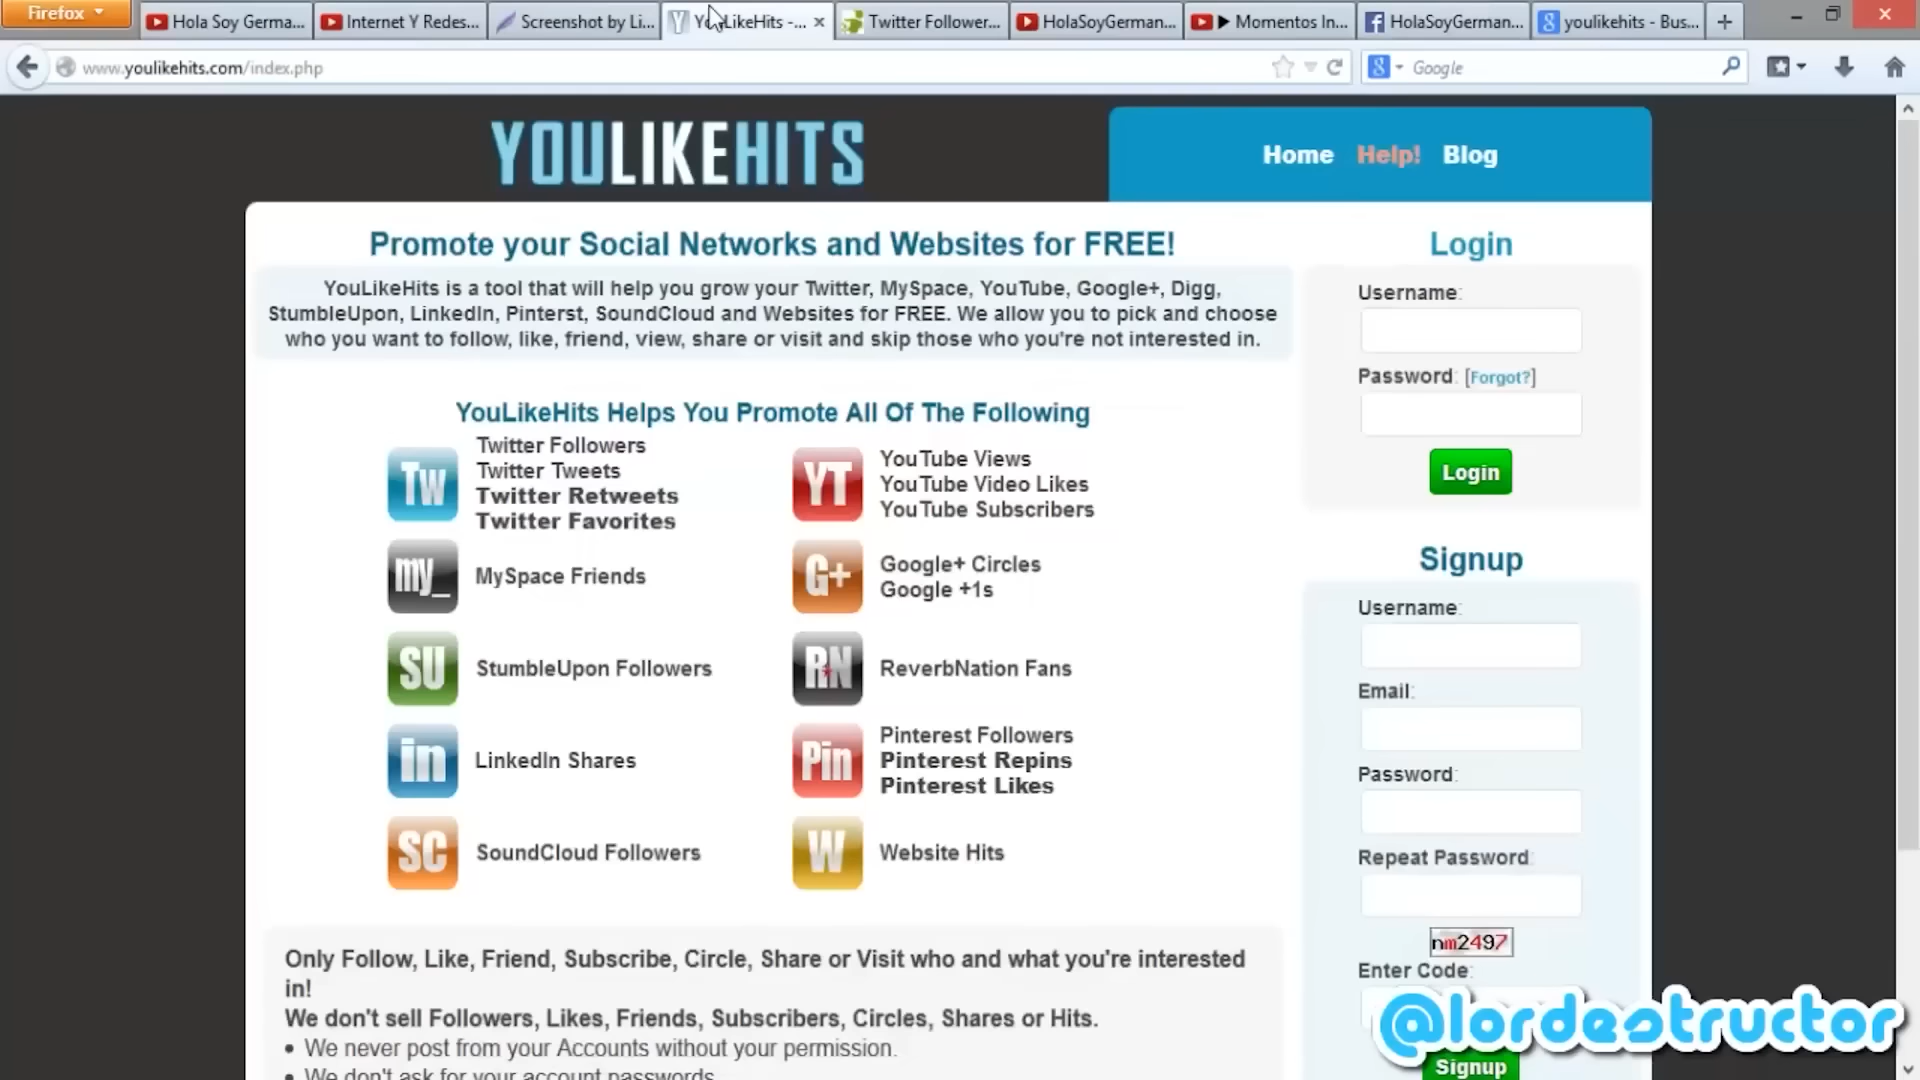 Firefox
Hola Soy Germa...
Internet Y Redes...
Screenshot by Li...
YouLikeHits -...
Twitter Follower...
HolaSoyGerman...
▶ Momentos In...
HolaSoyGerman...
youlikehits - Bus...
www.youlikehits.com/index.php
Google
YOULIKEHITS
Home Help! Blog
Promote your Social Networks and Websites for FREE!
YouLikeHits is a tool that will help you grow your Twitter, MySpace, YouTube, Google+, Digg,
StumbleUpon, LinkedIn, Pinterst, SoundCloud and Websites for FREE. We allow you to pick and choose
who you want to follow, like, friend, view, share or visit and skip those who you're not interested in.
YouLikeHits Helps You Promote All Of The Following
Tw
Twitter Followers
Twitter Tweets
Twitter Retweets
Twitter Favorites
YT
YouTube Views
YouTube Video Likes
YouTube Subscribers
my_
MySpace Friends
G+
Google+ Circles
Google +1s
SU
StumbleUpon Followers
RN
ReverbNation Fans
in
LinkedIn Shares
Pin
Pinterest Followers
Pinterest Repins
Pinterest Likes
SC
SoundCloud Followers
W
Website Hits
Only Follow, Like, Friend, Subscribe, Circle, Share or Visit who and what you're interested
in!
We don't sell Followers, Likes, Friends, Subscribers, Circles, Shares or Hits.
• We never post from your Accounts without your permission.
• We don't ask for your account passwords
Login
Username:
Password: [Forgot?]
Login
Signup
Username:
Email:
Password:
Repeat Password:
nm2497
Enter Code:
@lordestructor
Signup